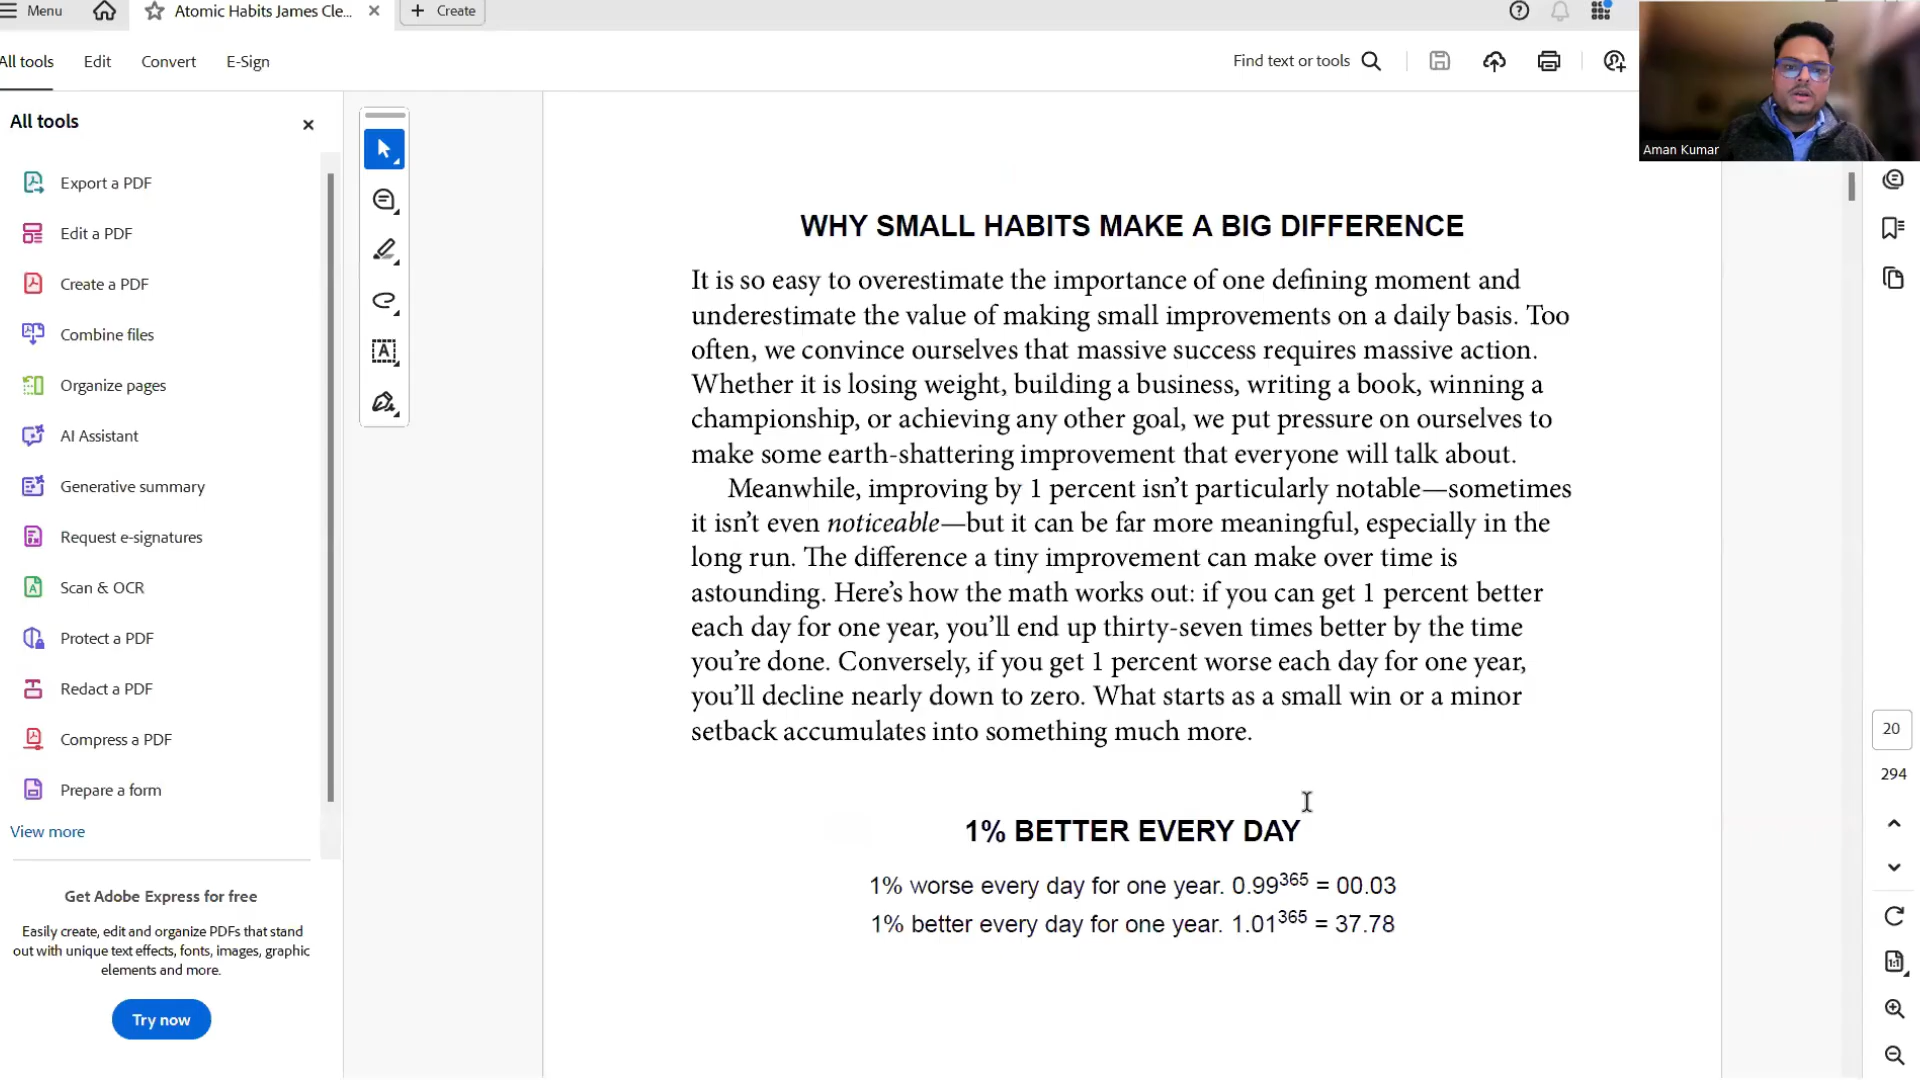 Menu
Atomic Habits James Cle...
Create
All tools
Edit
Convert
E-Sign
Find text or tools
Aman Kumar
All tools
Export a PDF
Edit a PDF
Create a PDF
Combine files
Organize pages
AI Assistant
Generative summary
Request e-signatures
Scan & OCR
Protect a PDF
Redact a PDF
Compress a PDF
Prepare a form
View more
Get Adobe Express for free
Easily create, edit and organize PDFs that stand
out with unique text effects, fonts, images, graphic
elements and more.
Try now
WHY SMALL HABITS MAKE A BIG DIFFERENCE
It is so easy to overestimate the importance of one defining moment and
underestimate the value of making small improvements on a daily basis. Too
often, we convince ourselves that massive success requires massive action.
Whether it is losing weight, building a business, writing a book, winning a
championship, or achieving any other goal, we put pressure on ourselves to
make some earth-shattering improvement that everyone will talk about.
Meanwhile, improving by 1 percent isn’t particularly notable—sometimes
it isn’t even noticeable—but it can be far more meaningful, especially in the
long run. The difference a tiny improvement can make over time is
astounding. Here’s how the math works out: if you can get 1 percent better
each day for one year, you’ll end up thirty-seven times better by the time
you’re done. Conversely, if you get 1 percent worse each day for one year,
you’ll decline nearly down to zero. What starts as a small win or a minor
setback accumulates into something much more.
1% BETTER EVERY DAY
1% worse every day for one year. 0.99³⁶⁵ = 00.03
1% better every day for one year. 1.01³⁶⁵ = 37.78
20
294